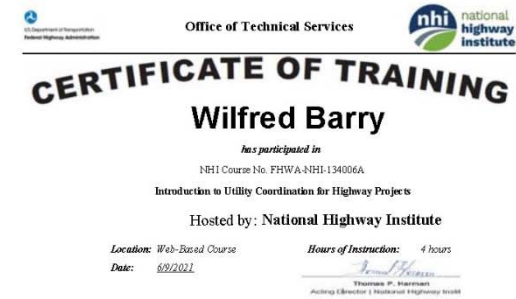 U.S. Department of Transportation
Federal Highway Administration
Office of Technical Services
nhi national
highway
institute
CERTIFICATE OF TRAINING
Wilfred Barry
has participated in
NHI Course No. FHWA-NHI-134006A
Introduction to Utility Coordination for Highway Projects
Hosted by: National Highway Institute
Location: Web-Based Course Hours of Instruction: 4 hours
Date: 6/9/2021
Thomas P. Harman
Acting Director | National Highway Instit